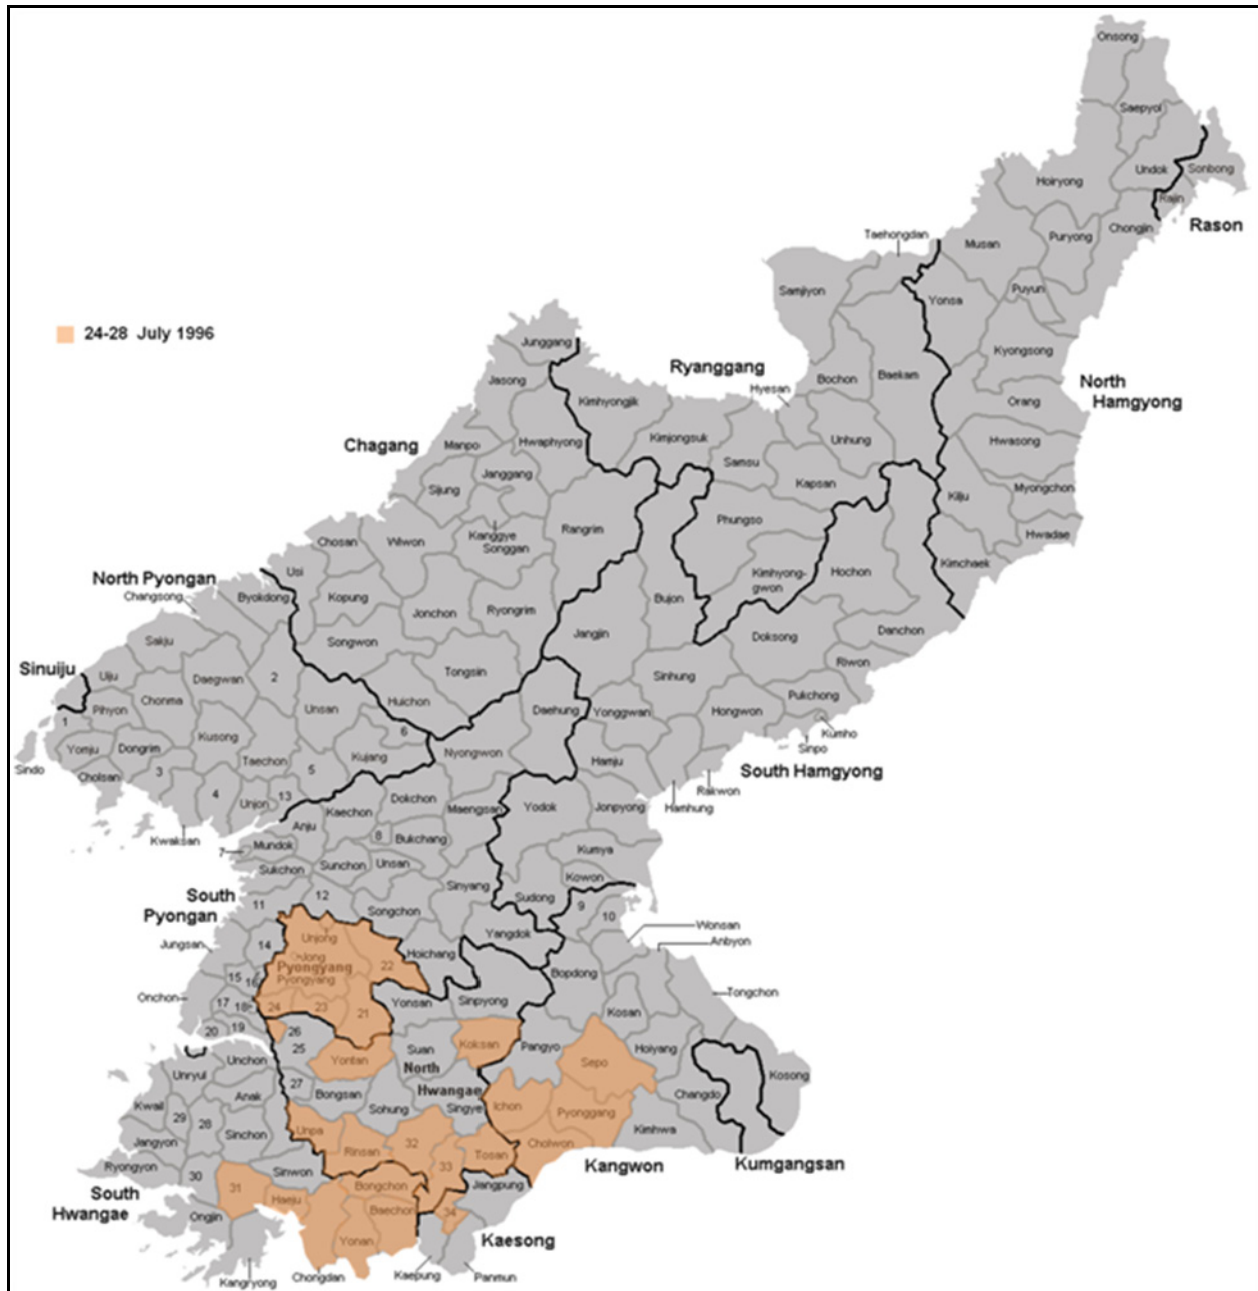 Onsong
Saepyol
Undok
Sonbong
Hoiryong
Rajin
Rason
Chongjin
Puryong
Musan
Taehongdan
Samjiyon
Yonsa
Puyun
24-28 July 1996
Junggang
Kyongsong
Ryanggang
Jasong
Bochon
Baekam
North
Hamgyong
Hyesan
Kimhyongjik
Orang
Chagang
Manpo
Hwaphyong
Kimjongsuk
Unhung
Hwasong
Samsu
Janggang
Kapsan
Sijung
Kilju
Myongchon
Phungso
Rangrim
Kanggye
Songgan
Chosan
Wiwon
Hwadae
Kimchaek
North Pyongan
Usi
Kimhyong-
gwon
Hochon
Changsong
Byokdong
Kopung
Bujon
Jonchon
Ryongrim
Jangjin
Doksong
Danchon
Sakju
Songwon
Sinuiju
Uiju
Daegwan
2
Tongsin
Sinhung
Riwon
Pihyon
Chonma
Unsan
Huichon
Daehung
Yonggwan
Hongwon
Pukchong
1
Kusong
6
Kumho
Sinpo
Yomju
Dongrim
Taechon
Kujang
Nyongwon
Hamju
South Hamgyong
Sindo
Cholsan
3
5
4
Unjon
13
Kaechon
Dokchon
Maengsan
Yodok
Jonpyong
Rakwon
Hamhung
Kwaksan
Anju
8
Bukchang
7
Mundok
Kumya
Sukchon
Sunchon
Unsan
Kowon
Sinyang
South
Pyongan
12
11
Songchon
Sudong
9
10
Wonsan
Jungsan
14
Unjong
Yangdok
Anbyon
Hoichang
22
Pyongyang
Pyongyang
15
16
Bopdong
Onchon
17
18
24
23
21
Yonsan
Sinpyong
Tongchon
Kosan
20
19
26
25
Yontan
Suan
Koksan
Pangyo
Hoiyang
Sepo
Unchon
North
Hwangae
Unryul
27
Kosong
Anak
Bongsan
Changdo
Kwail
29
28
Sohung
Singye
Ichon
Pyonggang
Sinchon
Unpa
Kimhwa
Jangyon
Rinsan
32
Cholwon
Ryongyon
33
Tosan
Kangwon
Kumgangsan
30
Sinwon
31
Bongchon
Jangpung
South
Hwangae
Haeju
Ongjin
Baechon
34
Yonan
Kaesong
Kangryong
Chongdan
Kaepung
Panmun